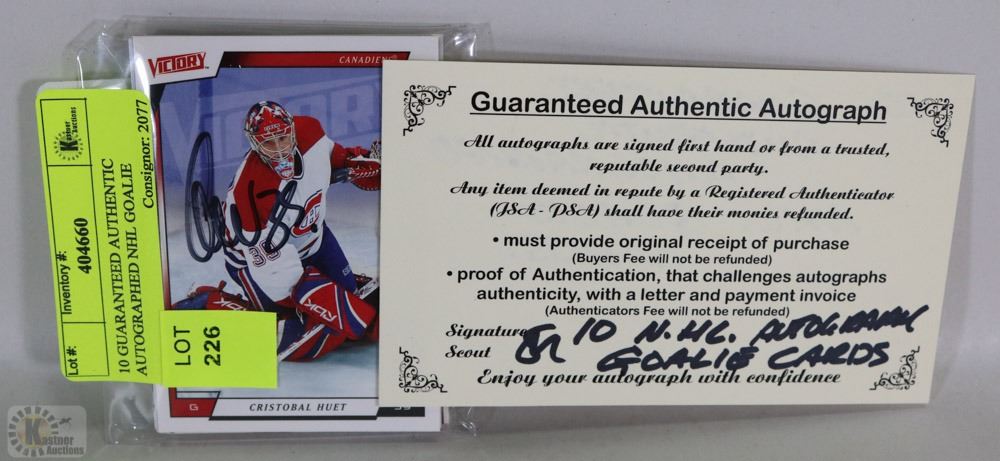 VICTORY
CANADIENS
39
G
CRISTOBAL HUET
39
Kastner
Auctions
Lot #:
Inventory #:
404660
10 GUARANTEED AUTHENTIC
AUTOGRAPHED NHL GOALIE
Consignor: 2077
LOT
226
Guaranteed Authentic Autograph
All autographs are signed first hand or from a trusted,
reputable second party.
Any item deemed in repute by a Registered Authenticator
(JSA - PSA) shall have their monies refunded.
• must provide original receipt of purchase
(Buyers Fee will not be refunded)
• proof of Authentication, that challenges autographs
authenticity, with a letter and payment invoice
(Authenticators Fee will not be refunded)
Signature
Scout
10 N.HL. AUTOGRAPH
GOALIE CARDS
Enjoy your autograph with confidence
Kastner
Auctions